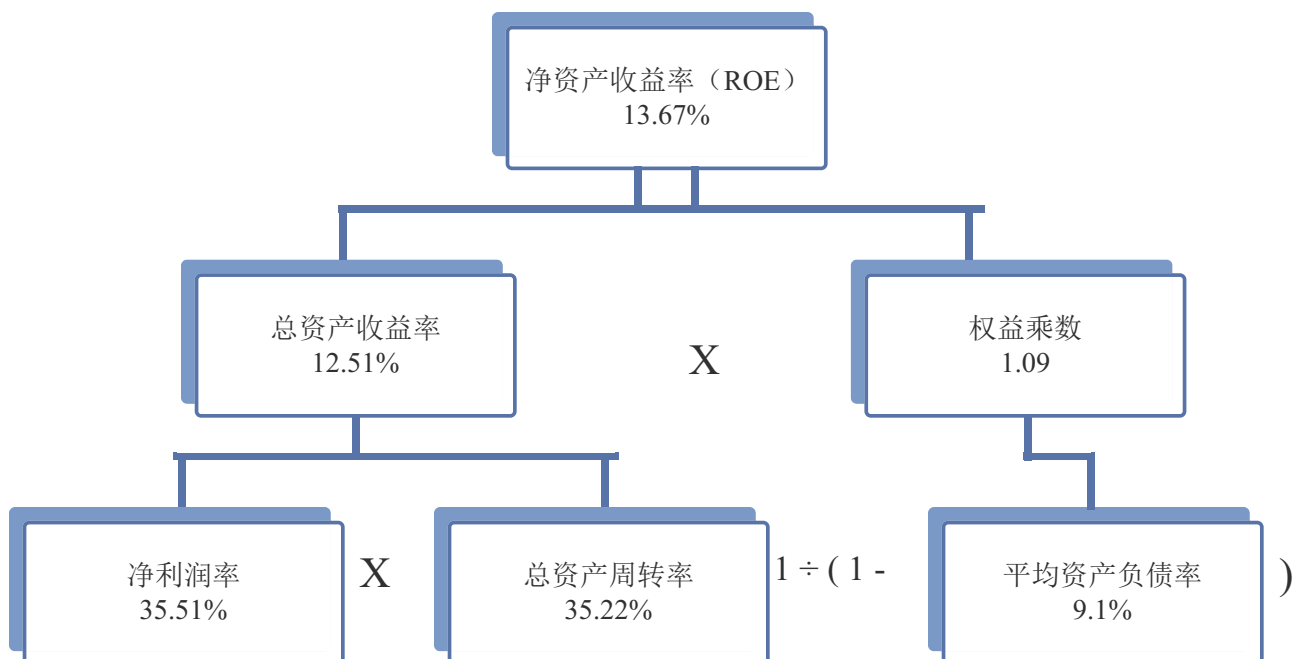 净资产收益率（ROE）
13.67%
总资产收益率
12.51%
X
权益乘数
1.09
净利润率
35.51%
X
总资产周转率
35.22%
1 ÷ ( 1 -
平均资产负债率
9.1%
)